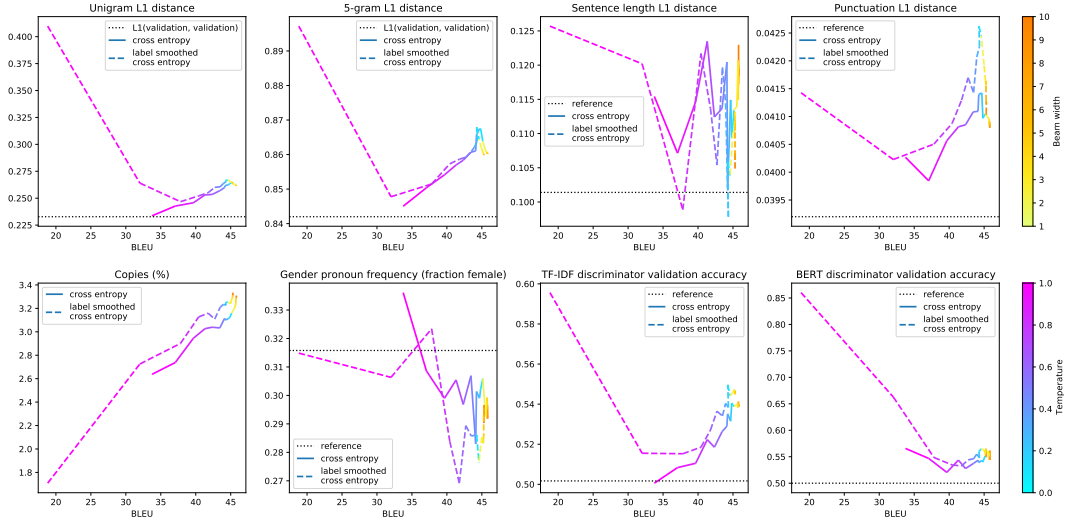 Unigram L1 distance
L1(validation, validation)
cross entropy
label smoothed
cross entropy
0.400
0.375
0.350
0.325
0.300
0.275
0.250
0.225
20 25 30 35 40 45
BLEU
5-gram L1 distance
L1(validation, validation)
cross entropy
label smoothed
cross entropy
0.89
0.88
0.87
0.86
0.85
0.84
20 25 30 35 40 45
BLEU
Sentence length L1 distance
reference
cross entropy
label smoothed
cross entropy
0.125
0.120
0.115
0.110
0.105
0.100
20 25 30 35 40 45
BLEU
Punctuation L1 distance
reference
cross entropy
label smoothed
cross entropy
0.0425
0.0420
0.0415
0.0410
0.0405
0.0400
0.0395
20 25 30 35 40 45
BLEU
10
9
8
7
6
5
4
3
2
1
Beam width
Copies (%)
cross entropy
label smoothed
cross entropy
3.4
3.2
3.0
2.8
2.6
2.4
2.2
2.0
1.8
20 25 30 35 40 45
BLEU
Gender pronoun frequency (fraction female)
reference
cross entropy
label smoothed
cross entropy
0.33
0.32
0.31
0.30
0.29
0.28
0.27
20 25 30 35 40 45
BLEU
TF-IDF discriminator validation accuracy
reference
cross entropy
label smoothed
cross entropy
0.60
0.58
0.56
0.54
0.52
0.50
20 25 30 35 40 45
BLEU
BERT discriminator validation accuracy
reference
cross entropy
label smoothed
cross entropy
0.85
0.80
0.75
0.70
0.65
0.60
0.55
0.50
20 25 30 35 40 45
BLEU
1.0
0.8
0.6
0.4
0.2
0.0
Temperature